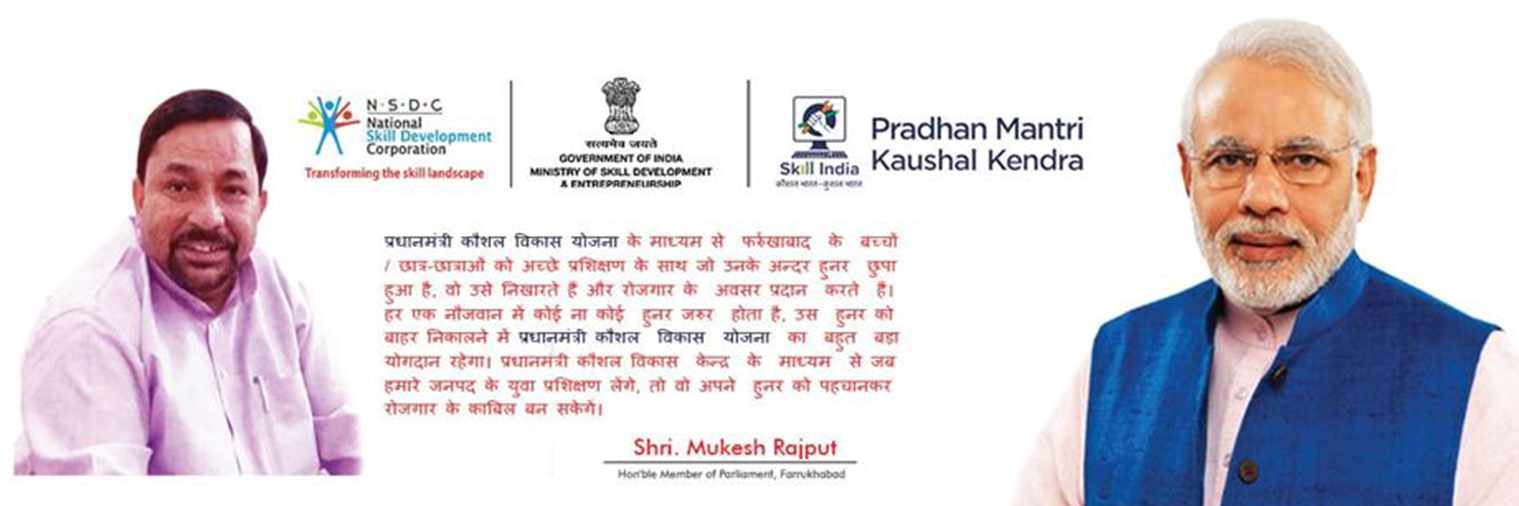 N·S·D·C
National
Skill Development
Corporation
Transforming the skill landscape
सत्यमेव जयते
GOVERNMENT OF INDIA
MINISTRY OF SKILL DEVELOPMENT
& ENTREPRENEURSHIP
Skill India
कौशल भारत-कुशल भारत
Pradhan Mantri
Kaushal Kendra
प्रधानमंत्री कौशल विकास योजना के माध्यम से फर्रुखाबाद के बच्चों
/ छात्र-छात्राओं को अच्छे प्रशिक्षण के साथ जो उनके अन्दर हुनर छुपा
हुआ है, वो उसे निखारते हैं और रोजगार के अवसर प्रदान करते हैं।
हर एक नौजवान में कोई ना कोई हुनर जरुर होता है, उस हुनर को
बाहर निकालने में प्रधानमंत्री कौशल विकास योजना का बहुत बड़ा
योगदान रहेगा। प्रधानमंत्री कौशल विकास केन्द्र के माध्यम से जब
हमारे जनपद के युवा प्रशिक्षण लेंगे, तो वो अपने हुनर को पहचानकर
रोजगार के काबिल बन सकेगें।
Shri. Mukesh Rajput
Hon'ble Member of Parliament, Farrukhabad